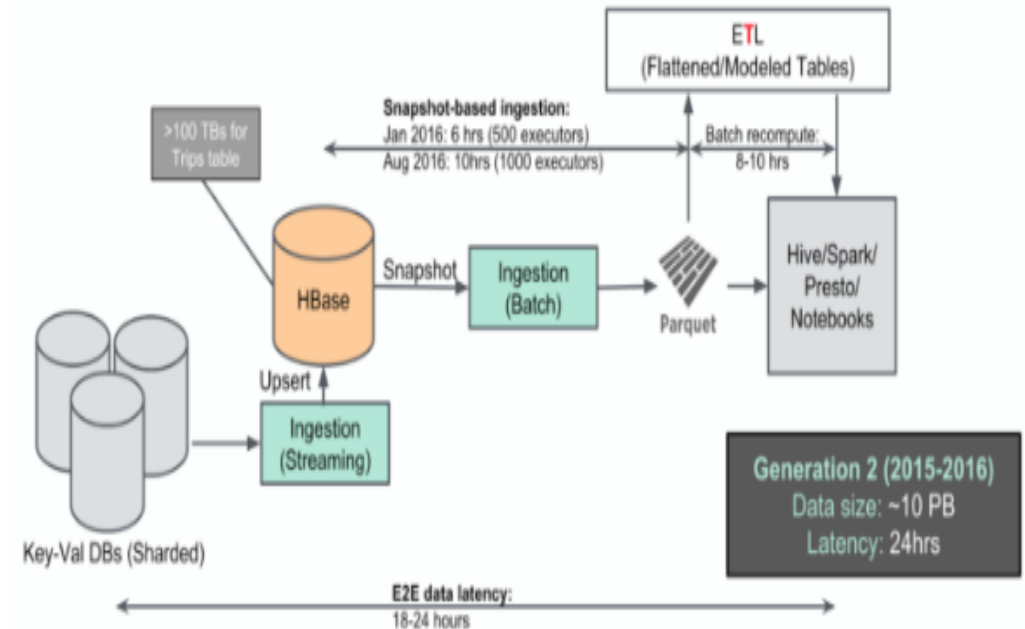 ETL
(Flattened/Modeled Tables)
>100 TBs for
Trips table
Snapshot-based ingestion:
Jan 2016: 6 hrs (500 executors)
Aug 2016: 10hrs (1000 executors)
Batch recompute:
8-10 hrs
HBase
Snapshot
Ingestion
(Batch)
Parquet
Hive/Spark/
Presto/
Notebooks
Upsert
Ingestion
(Streaming)
Key-Val DBs (Sharded)
Generation 2 (2015-2016)
Data size: ~10 PB
Latency: 24hrs
E2E data latency:
18-24 hours